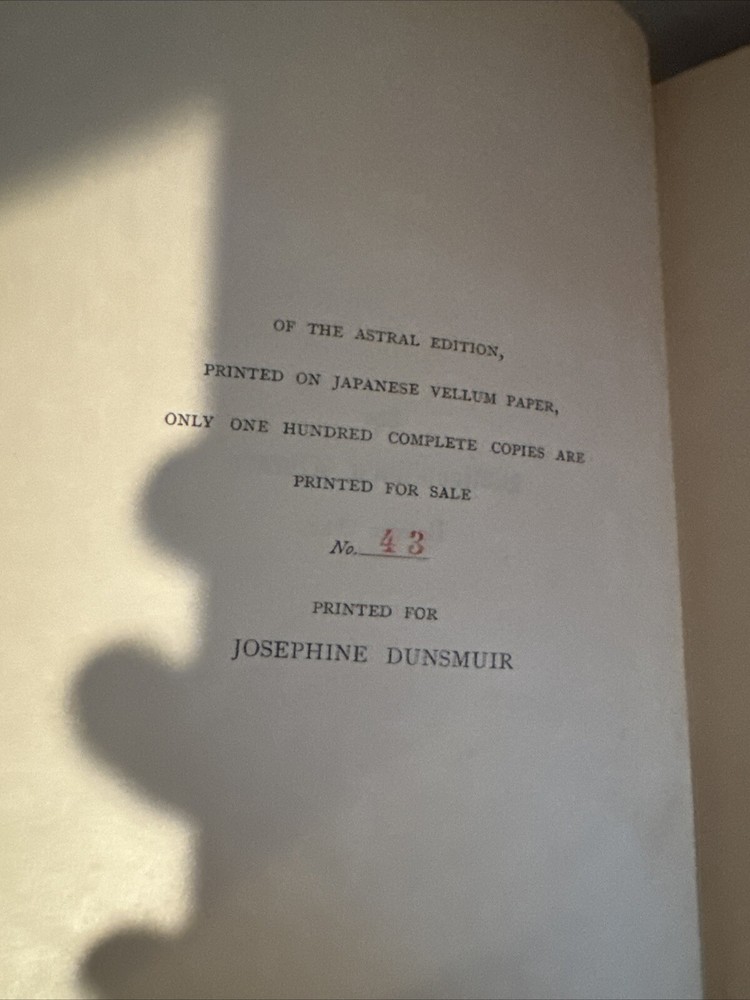 OF THE ASTRAL EDITION,
PRINTED ON JAPANESE VELLUM PAPER,
ONLY ONE HUNDRED COMPLETE COPIES ARE
PRINTED FOR SALE
No. 43
PRINTED FOR
JOSEPHINE DUNSMUIR